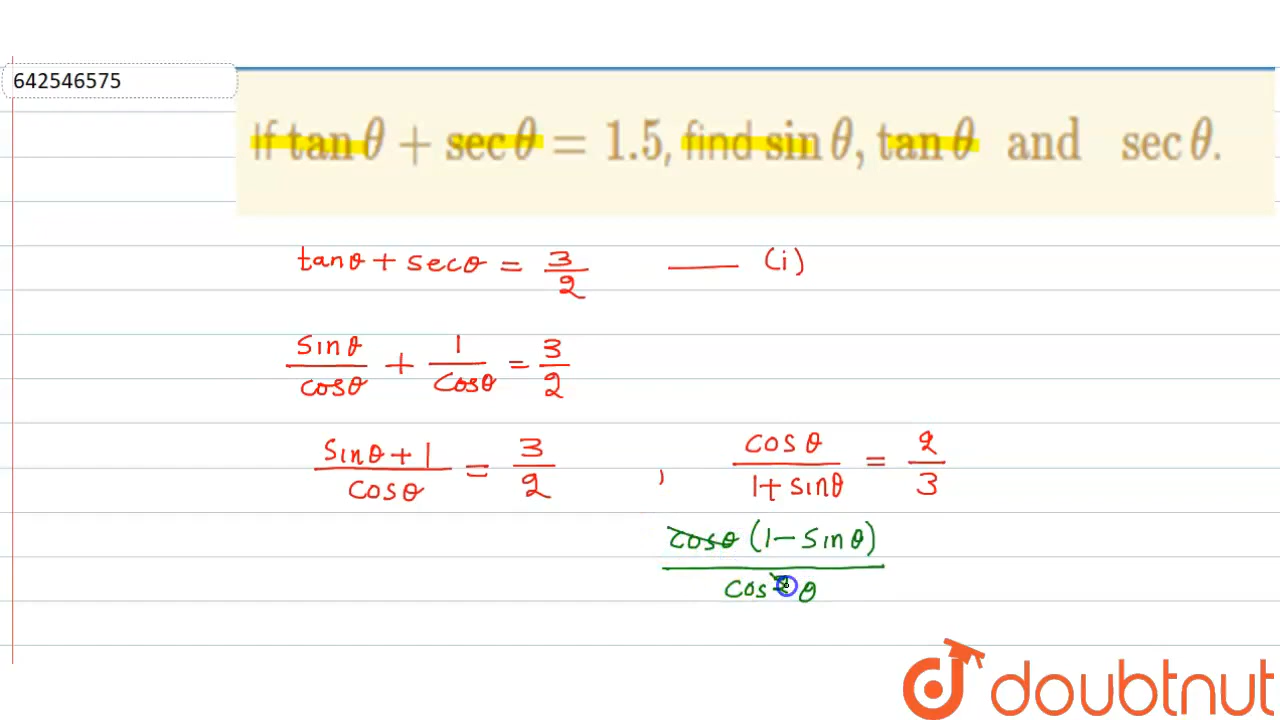 642546575
If tan θ + sec θ = 1.5, find sin θ, tan θ and sec θ.
tanθ + secθ = 3/2 —— (i)
sinθ/cosθ + 1/cosθ = 3/2
sinθ + 1/cosθ = 3/2 , cosθ/1+sinθ = 2/3
cosθ (1 - sinθ)
cos²θ
doubtnut